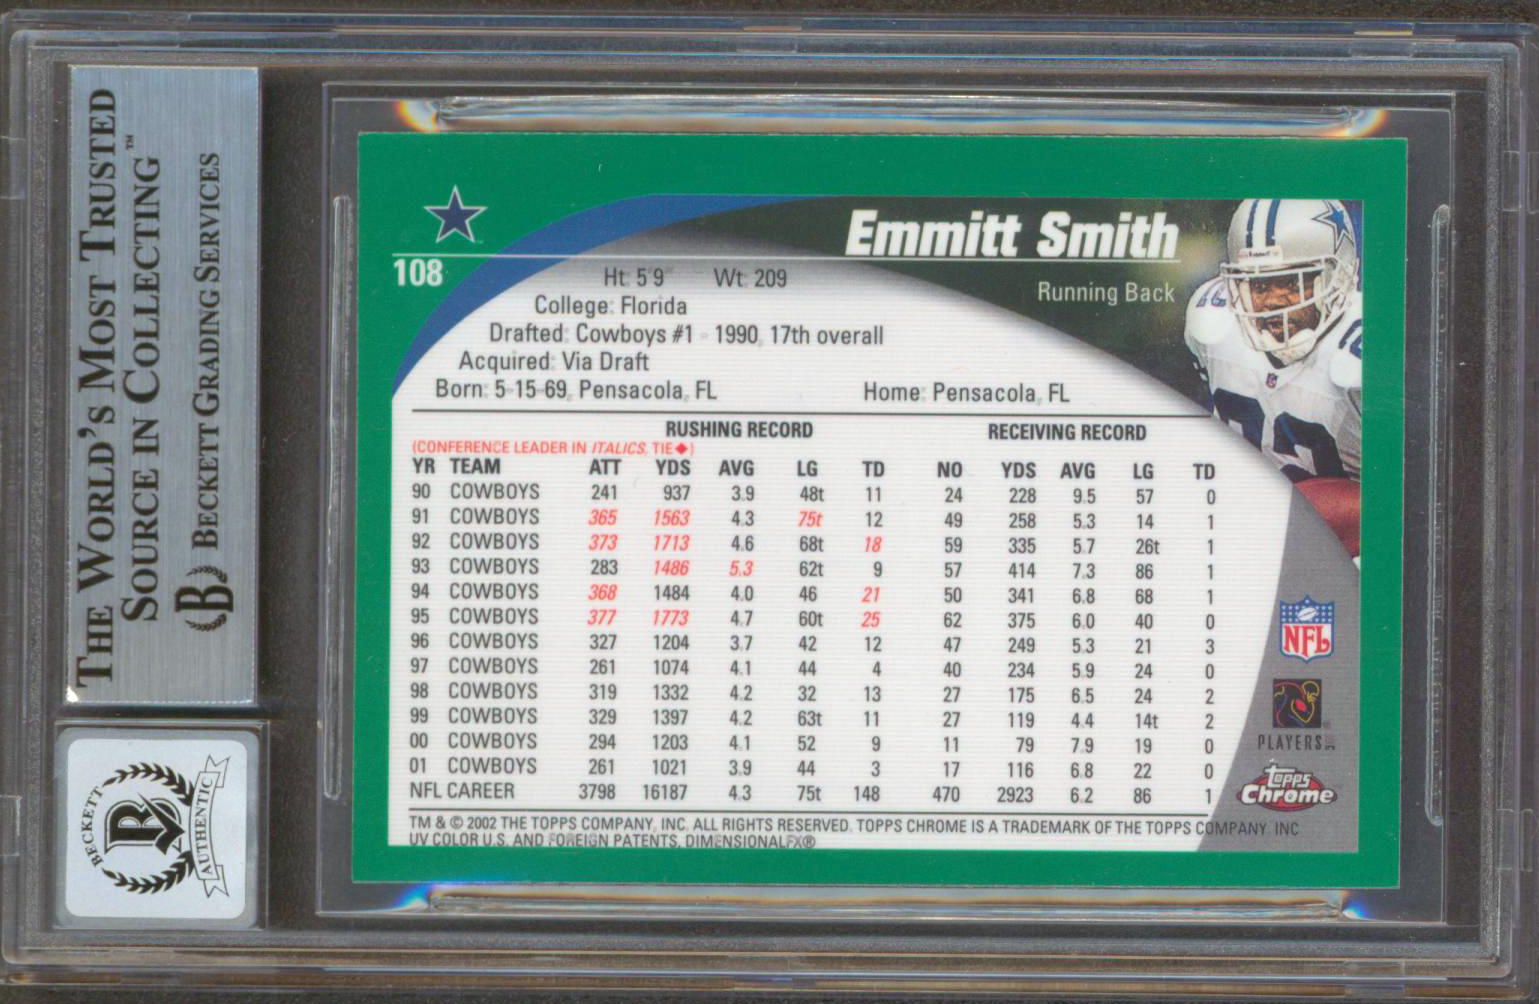 THE WORLD'S MOST TRUSTED
SOURCE IN COLLECTING™
BECKETT GRADING SERVICES
B
BECKETT
B
AUTHENTIC
108
Emmitt Smith
Running Back
Ht: 5'9" Wt: 209
College: Florida
Drafted: Cowboys #1 - 1990, 17th overall
Acquired: Via Draft
Born: 5-15-69, Pensacola, FL Home: Pensacola, FL
RUSHING RECORD RECEIVING RECORD
(CONFERENCE LEADER IN ITALICS, TIE◆)
YR TEAM ATT YDS AVG LG TD NO YDS AVG LG TD
90 COWBOYS 241 937 3.9 48t 11 24 228 9.5 57 0
91 COWBOYS 365 1563 4.3 75t 12 49 258 5.3 14 1
92 COWBOYS 373 1713 4.6 68t 18 59 335 5.7 26t 1
93 COWBOYS 283 1486 5.3 62t 9 57 414 7.3 86 1
94 COWBOYS 368 1484 4.0 46 21 50 341 6.8 68 1
95 COWBOYS 377 1773 4.7 60t 25 62 375 6.0 40 0
96 COWBOYS 327 1204 3.7 42 12 47 249 5.3 21 3
97 COWBOYS 261 1074 4.1 44 4 40 234 5.9 24 0
98 COWBOYS 319 1332 4.2 32 13 27 175 6.5 24 2
99 COWBOYS 329 1397 4.2 63t 11 27 119 4.4 14t 2
00 COWBOYS 294 1203 4.1 52 9 11 79 7.9 19 0
01 COWBOYS 261 1021 3.9 44 3 17 116 6.8 22 0
NFL CAREER 3798 16187 4.3 75t 148 470 2923 6.2 86 1
NFL
PLAYERS
Topps
Chrome
TM & © 2002 THE TOPPS COMPANY, INC. ALL RIGHTS RESERVED. TOPPS CHROME IS A TRADEMARK OF THE TOPPS COMPANY, INC
UV COLOR U.S. AND FOREIGN PATENTS, DIMENSIONALFX®